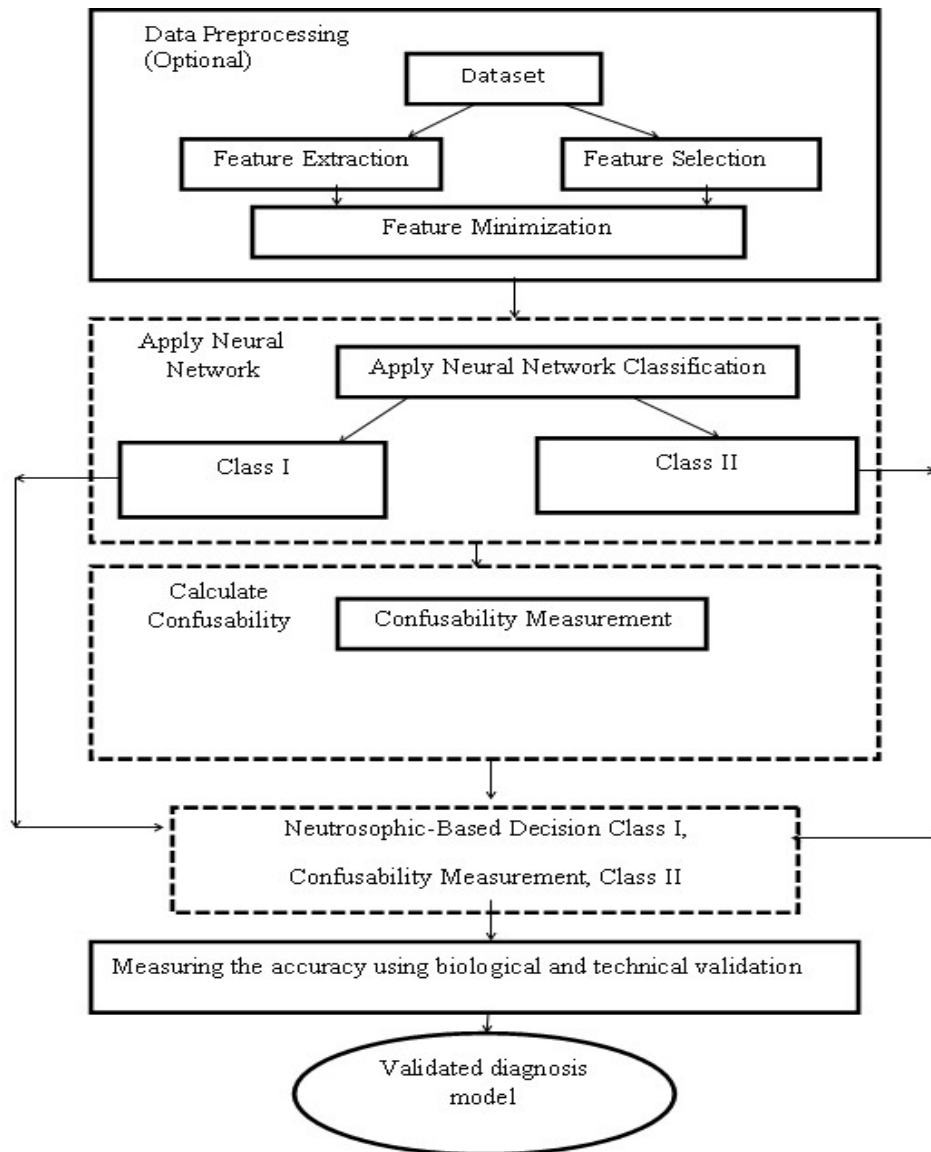 Data Preprocessing
(Optional)
Dataset
Feature Extraction
Feature Selection
Feature Minimization
Apply Neural
Network
Apply Neural Network Classification
Class I
Class II
Calculate
Confusability
Confusability Measurement
Neutrosophic-Based Decision Class I,
Confusability Measurement, Class II
Measuring the accuracy using biological and technical validation
Validated diagnosis
model